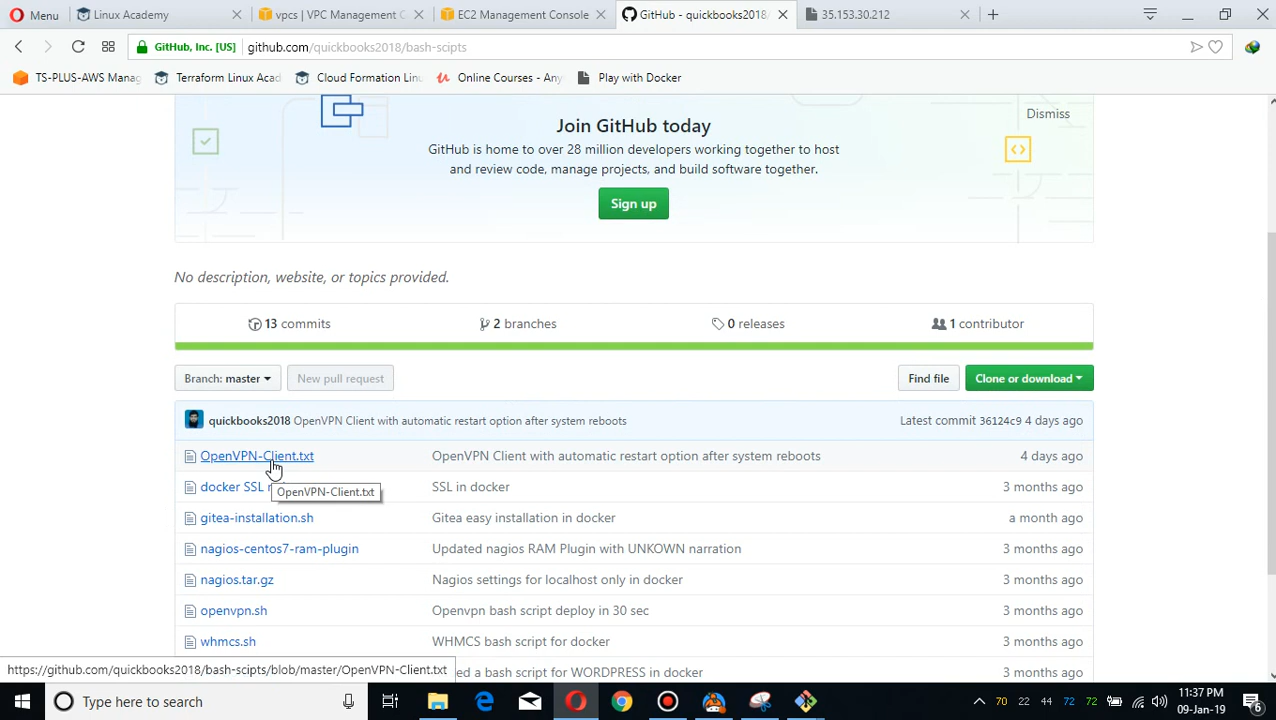 Menu
Linux Academy
vpcs | VPC Management C
EC2 Management Console
GitHub - quickbooks2018/
35.153.30.212
GitHub, Inc. [US]
github.com/quickbooks2018/bash-scipts
TS-PLUS-AWS Manag
Terraform Linux Acad
Cloud Formation Lin
Online Courses - Any
Play with Docker
Dismiss
Join GitHub today
GitHub is home to over 28 million developers working together to host
and review code, manage projects, and build software together.
Sign up
No description, website, or topics provided.
13 commits
2 branches
0 releases
1 contributor
Branch: master
New pull request
Find file
Clone or download
quickbooks2018 OpenVPN Client with automatic restart option after system reboots
Latest commit 36124c9 4 days ago
OpenVPN-Client.txt
OpenVPN Client with automatic restart option after system reboots
4 days ago
docker SSL
SSL in docker
3 months ago
OpenVPN-Client.txt
gitea-installation.sh
Gitea easy installation in docker
a month ago
nagios-centos7-ram-plugin
Updated nagios RAM Plugin with UNKOWN narration
3 months ago
nagios.tar.gz
Nagios settings for localhost only in docker
3 months ago
openvpn.sh
Openvpn bash script deploy in 30 sec
3 months ago
whmcs.sh
WHMCS bash script for docker
3 months ago
https://github.com/quickbooks2018/bash-scipts/blob/master/OpenVPN-Client.txt
ed a bash script for WORDPRESS in docker
3 months ago
Type here to search
70 22 44 72 72
11:37 PM
09-Jan-19
6